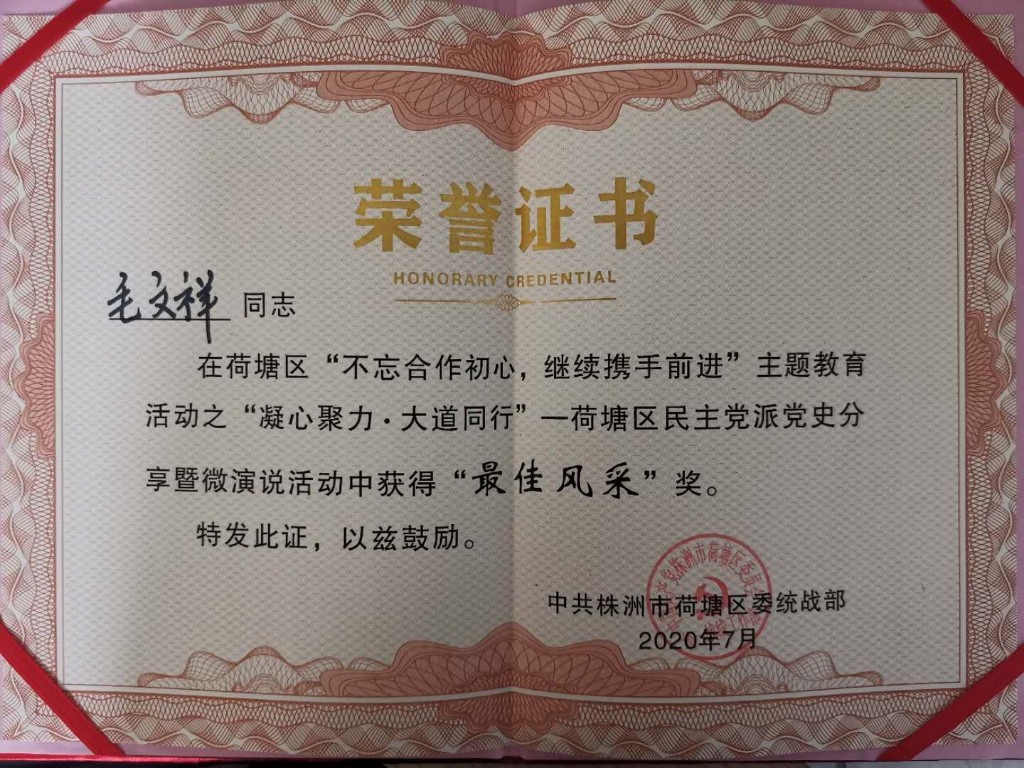 荣誉证书
HONORARY CREDENTIAL
毛文祥 同志
在荷塘区“不忘合作初心，继续携手前进”主题教育
活动之“凝心聚力·大道同行”—荷塘区民主党派党史分
享暨微演说活动中获得“最佳风采”奖。
特发此证，以兹鼓励。
中共株洲市荷塘区委统战部
2020年7月